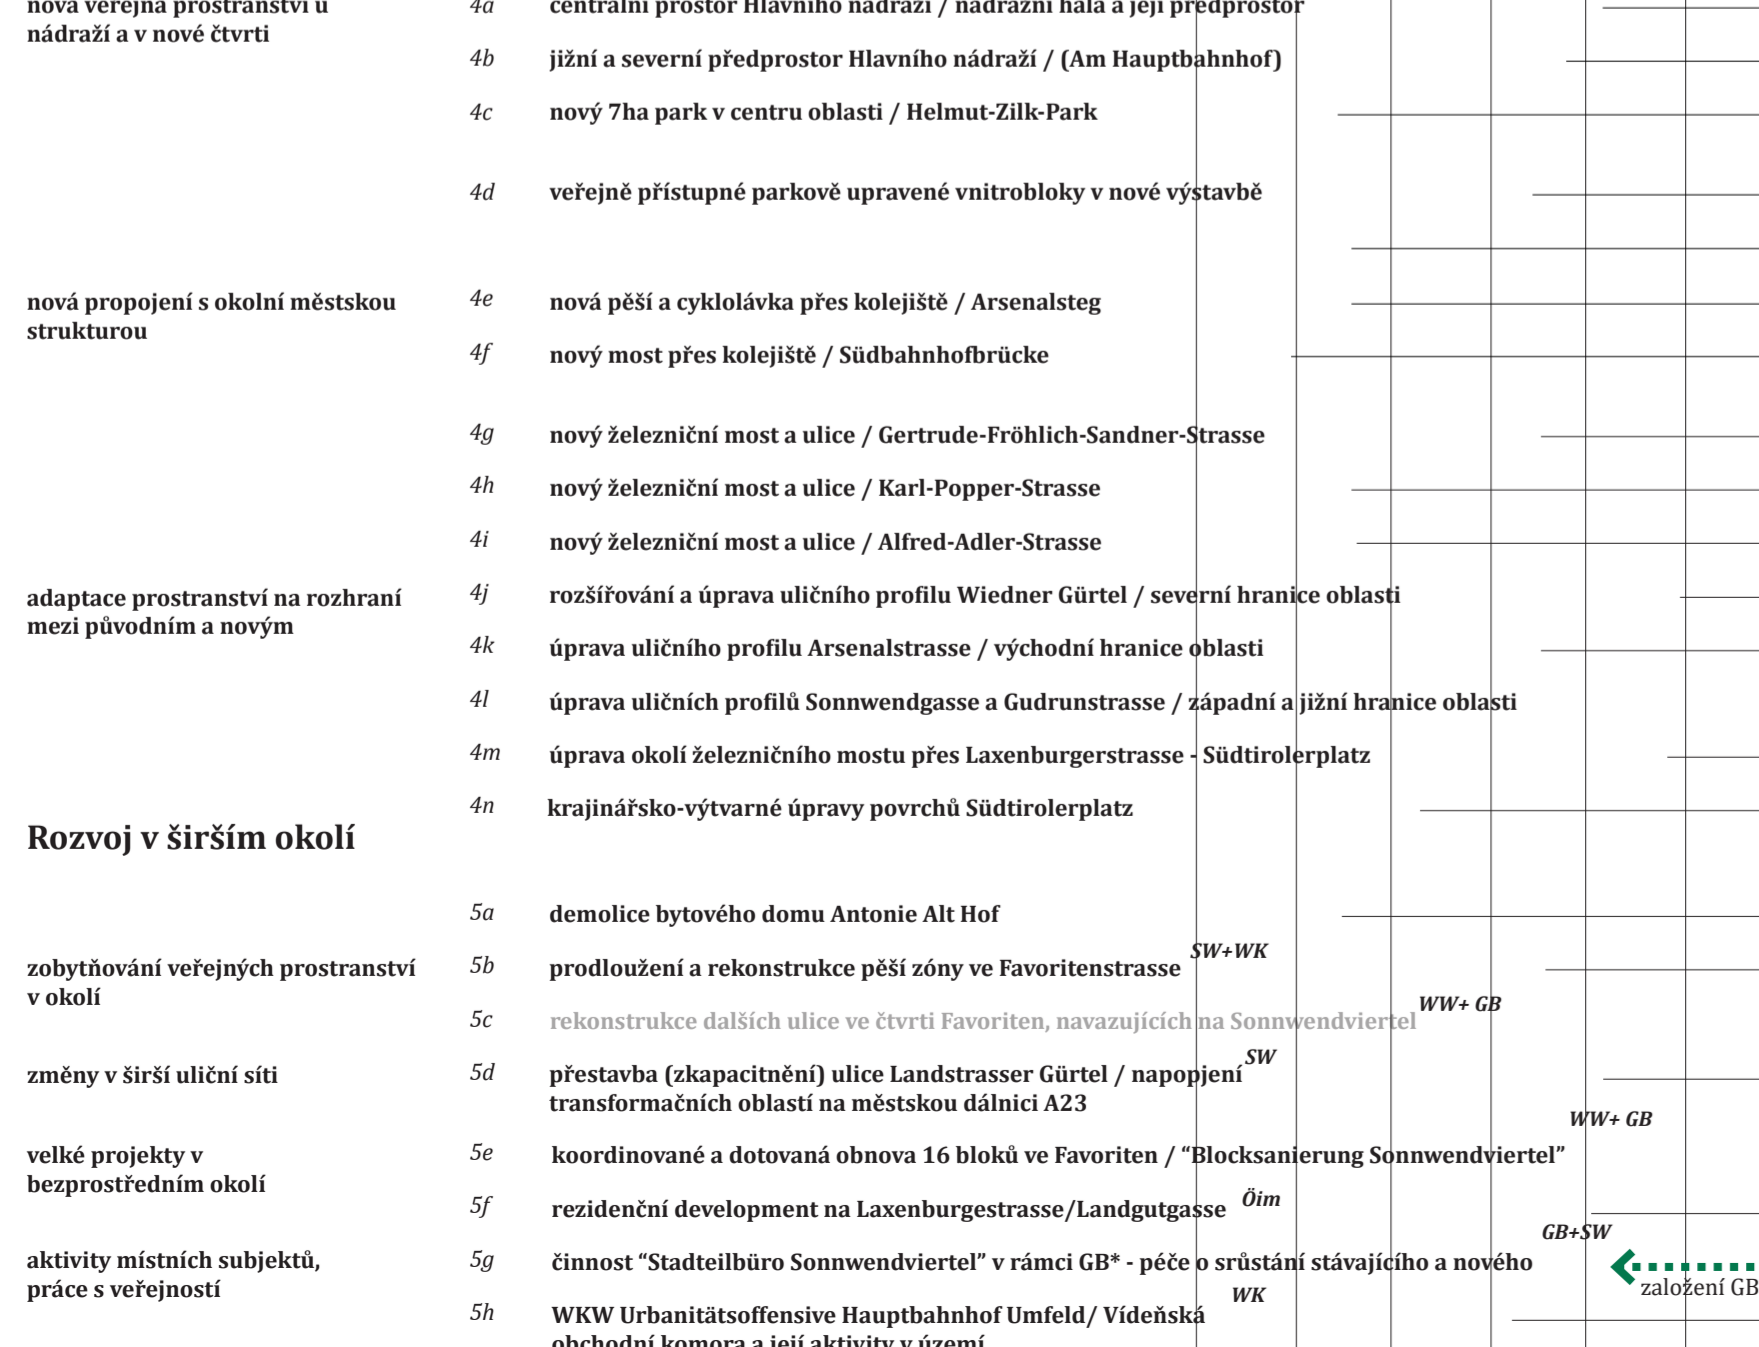 nová veřejná prostranství u
nádraží a v nové čtvrti
4a centrální prostor Hlavního nádraží / nádražní hala a její předprostor
4b jižní a severní předprostor Hlavního nádraží / (Am Hauptbahnhof)
4c nový 7ha park v centru oblasti / Helmut-Zilk-Park
4d veřejně přístupné parkově upravené vnitrobloky v nové výstavbě
nová propojení s okolní městskou
strukturou
4e nová pěší a cyklolávka přes kolejiště / Arsenalsteg
4f nový most přes kolejiště / Südbahnhofbrücke
4g nový železniční most a ulice / Gertrude-Fröhlich-Sandner-Strasse
4h nový železniční most a ulice / Karl-Popper-Strasse
4i nový železniční most a ulice / Alfred-Adler-Strasse
adaptace prostranství na rozhraní
mezi původním a novým
4j rozšířování a úprava uličního profilu Wiedner Gürtel / severní hranice oblasti
4k úprava uličního profilu Arsenalstrasse / východní hranice oblasti
4l úprava uličních profilů Sonnwendgasse a Gudrunstrasse / západní a jižní hranice oblasti
4m úprava okolí železničního mostu přes Laxenburgerstrasse - Südtirolerplatz
4n krajinářsko-výtvarné úpravy povrchů Südtirolerplatz
Rozvoj v širším okolí
5a demolice bytového domu Antonie Alt Hof
zobytňování veřejných prostranství
v okolí
5b prodloužení a rekonstrukce pěší zóny ve Favoritenstrasse SW+WK
5c rekonstrukce dalších ulice ve čtvrti Favoriten, navazujících na Sonnwendviertel WW+ GB
změny v širší uliční síti
5d přestavba (zkapacitnění) ulice Landstrasser Gürtel / napopjení SW
transformačních oblastí na městskou dálnici A23
velké projekty v
bezprostředním okolí
5e koordinované a dotovaná obnova 16 bloků ve Favoriten / “Blocksanierung Sonnwendviertel” WW+ GB
5f rezidenční development na Laxenburgestrasse/Landgutgasse Öim
aktivity místních subjektů,
práce s veřejností
5g činnost “Stadteilbüro Sonnwendviertel” v rámci GB* - péče o srůstání stávajícího a nového GB+SW
založení GB
5h WKW Urbanitätsoffensive Hauptbahnhof Umfeld/ Vídeňská WK
obchodní komora a její aktivity v území